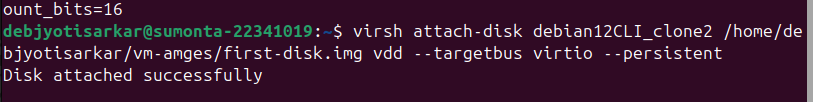 ount_bits=16
debjyotisarkar@sumonta-22341019:~$ virsh attach-disk debian12CLI_clone2 /home/de
bjyotisarkar/vm-amges/first-disk.img vdd --targetbus virtio --persistent
Disk attached successfully